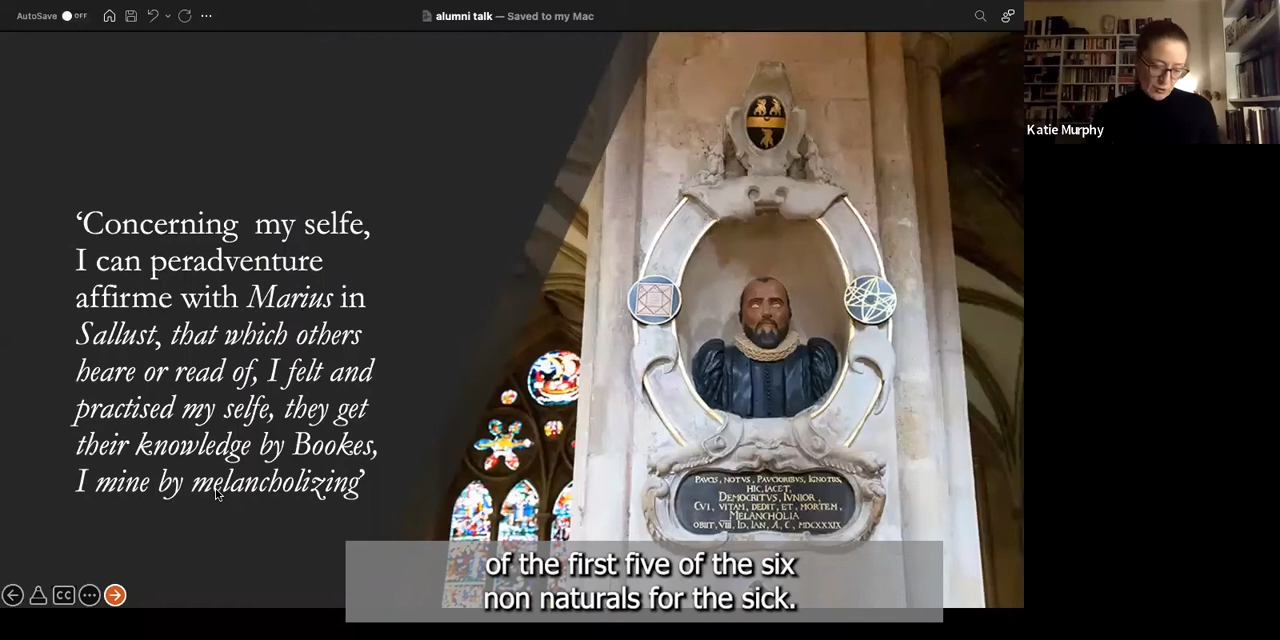 AutoSave OFF
alumni talk — Saved to my Mac
Katie Murphy
‘Concerning my selfe,
I can peradventure
affirme with Marius in
Sallust, that which others
heare or read of, I felt and
practised my selfe, they get
their knowledge by Bookes,
I mine by melancholizing’
PAVCIS, NOTVS, PAVCIORIBVS, IGNOTVS,
HIC, IACET,
DEMOCRITVS, IVNIOR,
CVI, VITAM, DEDIT, ET, MORTEM,
MELANCHOLIA
OBIIT, VIII, ID, IAN, A, C, MDCXXXIX
CC
of the first five of the six
non naturals for the sick.